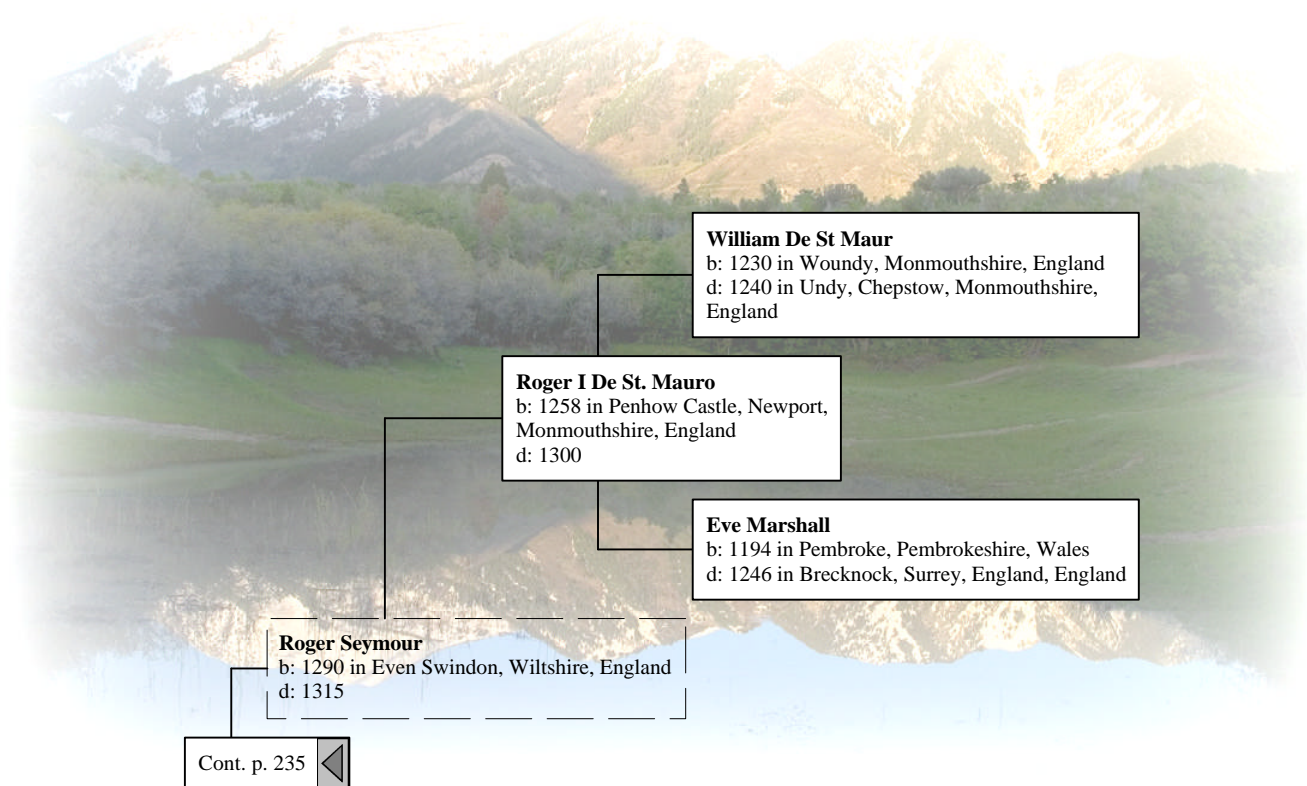 William De St Maur
b: 1230 in Woundy, Monmouthshire, England
d: 1240 in Undy, Chepstow, Monmouthshire,
England
Roger I De St. Mauro
b: 1258 in Penhow Castle, Newport,
Monmouthshire, England
d: 1300
Eve Marshall
b: 1194 in Pembroke, Pembrokeshire, Wales
d: 1246 in Brecknock, Surrey, England, England
Roger Seymour
b: 1290 in Even Swindon, Wiltshire, England
d: 1315
Cont. p. 235